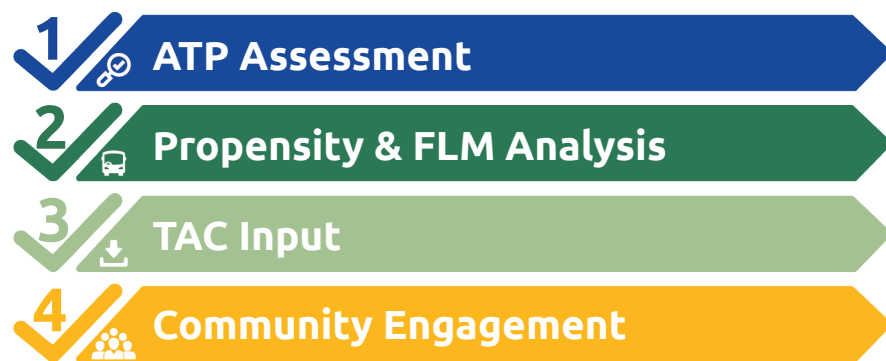 1 ATP Assessment
2 Propensity & FLM Analysis
3 TAC Input
4 Community Engagement